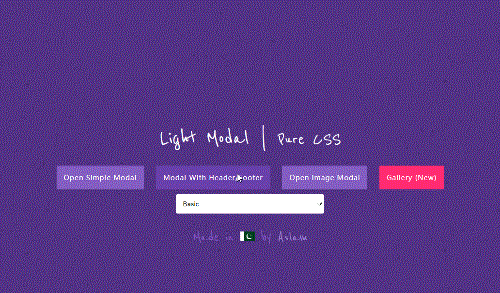 Light Modal | Pure CSS
Open Simple Modal Modal With Header/Footer Open Image Modal Gallery (New)
Basic
Made in by Aslam